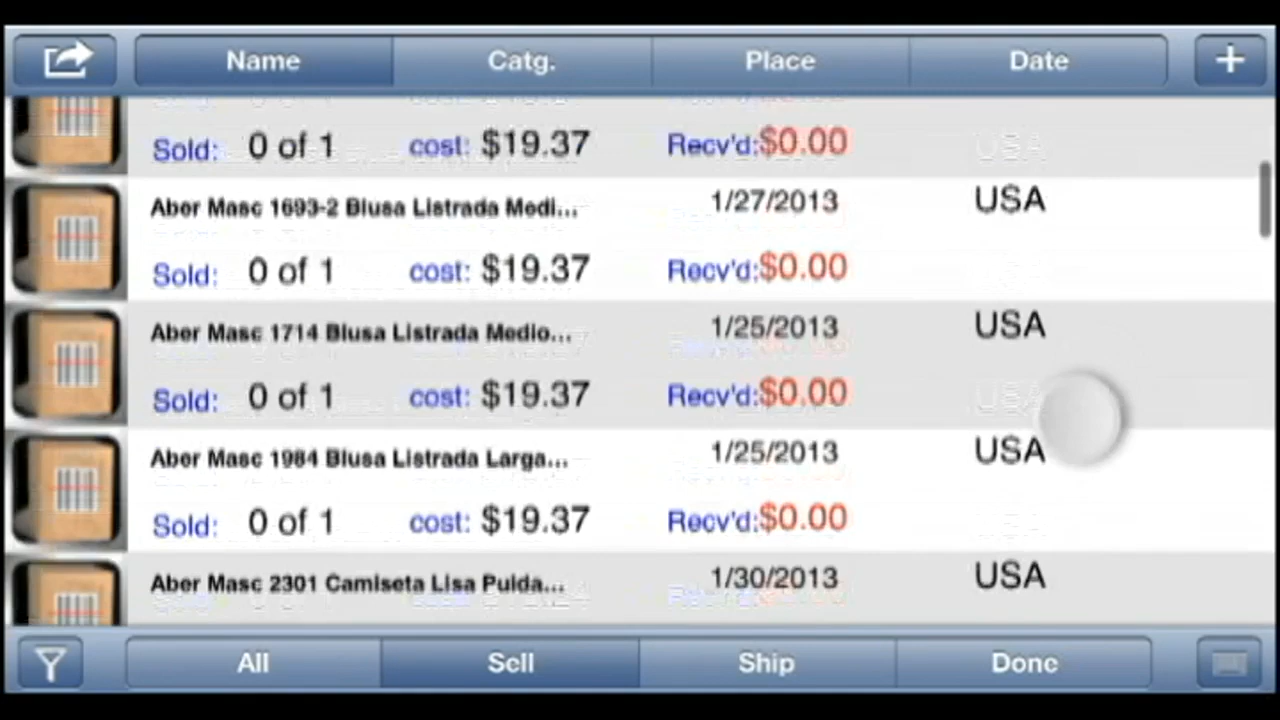 Name Catg. Place Date +
Sold: 0 of 1 cost: $19.37 Recv'd:$0.00
Aber Masc 1693-2 Blusa Listrada Medi... 1/27/2013 USA
Sold: 0 of 1 cost: $19.37 Recv'd:$0.00
Aber Masc 1714 Blusa Listrada Medio... 1/25/2013 USA
Sold: 0 of 1 cost: $19.37 Recv'd:$0.00
Aber Masc 1984 Blusa Listrada Larga... 1/25/2013 USA
Sold: 0 of 1 cost: $19.37 Recv'd:$0.00
Aber Masc 2301 Camiseta Lisa Pulda... 1/30/2013 USA
All Sell Ship Done